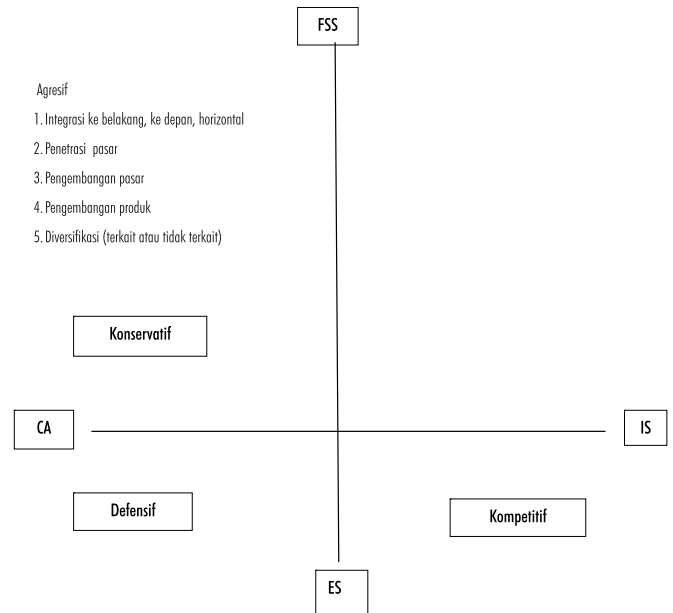 FSS
Agresif
1. Integrasi ke belakang, ke depan, horizontal
2. Penetrasi pasar
3. Pengembangan pasar
4. Pengembangan produk
5. Diversifikasi (terkait atau tidak terkait)
Konservatif
CA
IS
Defensif
Kompetitif
ES